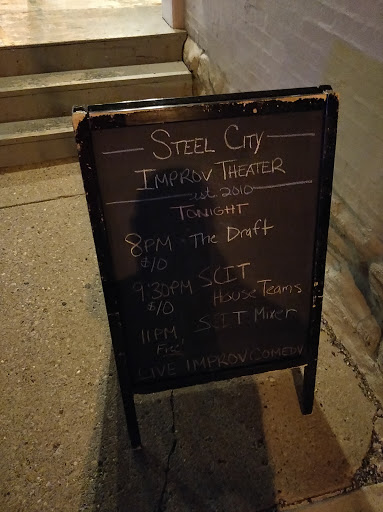 STEEL CITY
IMPROV THEATER
est. 2010
TONIGHT
8PM - The Draft
$10
9:30PM SCIT
$10 House Teams
11PM SCIT Mixer
Free!
LIVE IMPROV COMEDY